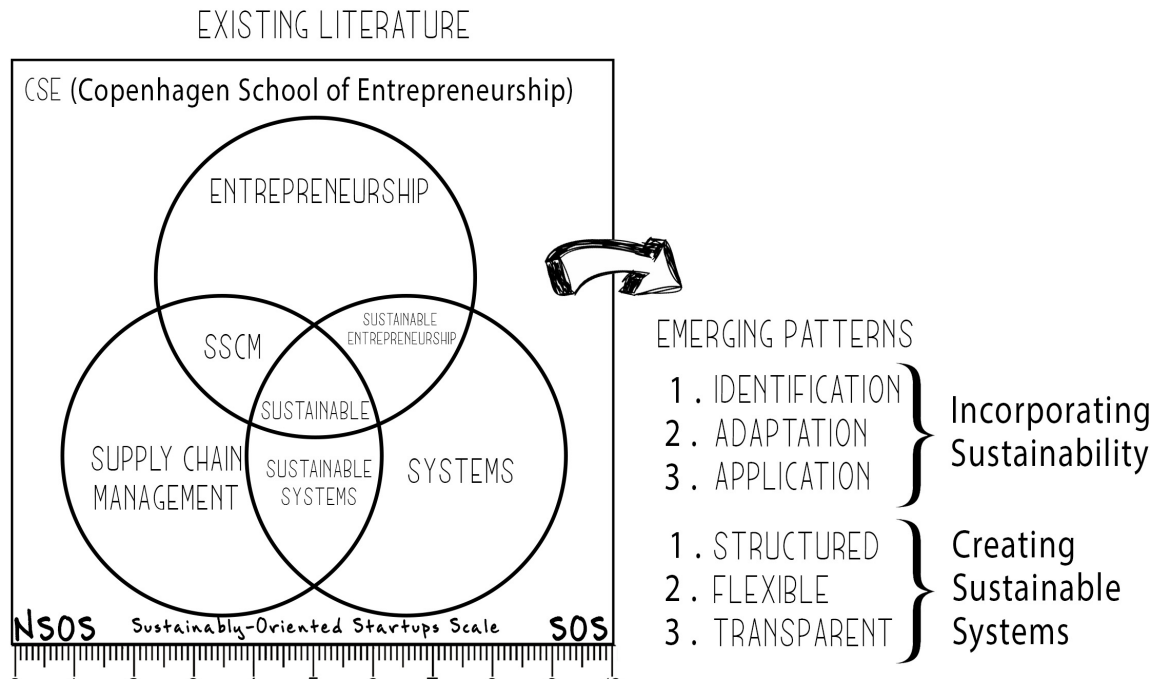 EXISTING LITERATURE
CSE (Copenhagen School of Entrepreneurship)
ENTREPRENEURSHIP
SSCM
SUSTAINABLE
ENTREPRENEURSHIP
SUSTAINABLE
SUPPLY CHAIN
MANAGEMENT
SUSTAINABLE
SYSTEMS
SYSTEMS
NSOS Sustainably-Oriented Startups Scale SOS
EMERGING PATTERNS
1. IDENTIFICATION
2. ADAPTATION
3. APPLICATION
Incorporating
Sustainability
1. STRUCTURED
2. FLEXIBLE
3. TRANSPARENT
Creating
Sustainable
Systems